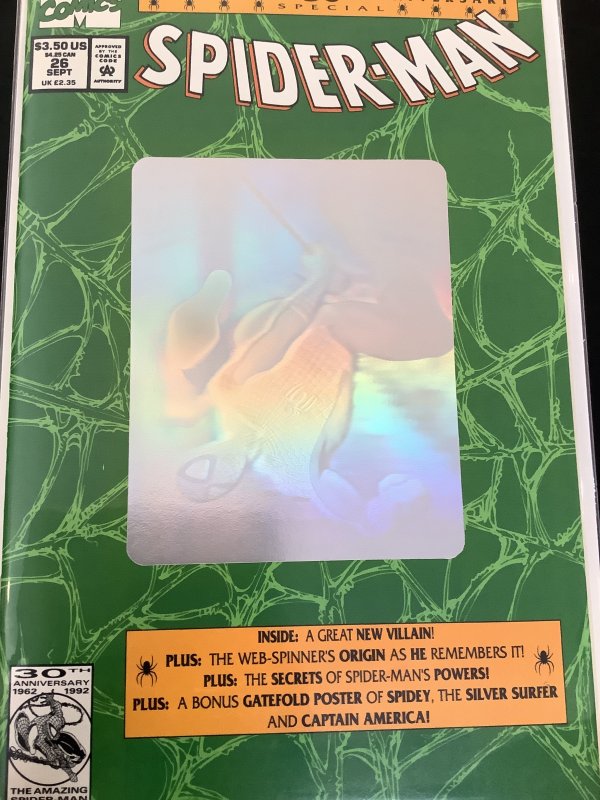 SPECIAL
COMICS
M
$3.50 US
$4.25 CAN
26
SEPT
UK £2.35
APPROVED
BY THE
COMICS
CODE
CA
AUTHORITY
SPIDER-MAN
INSIDE: A GREAT NEW VILLAIN!
PLUS: THE WEB-SPINNER'S ORIGIN AS HE REMEMBERS IT!
PLUS: THE SECRETS OF SPIDER-MAN'S POWERS!
PLUS: A BONUS GATEFOLD POSTER OF SPIDEY, THE SILVER SURFER
AND CAPTAIN AMERICA!
30TH
ANNIVERSARY
1962 1992
THE AMAZING
SPIDER-MAN